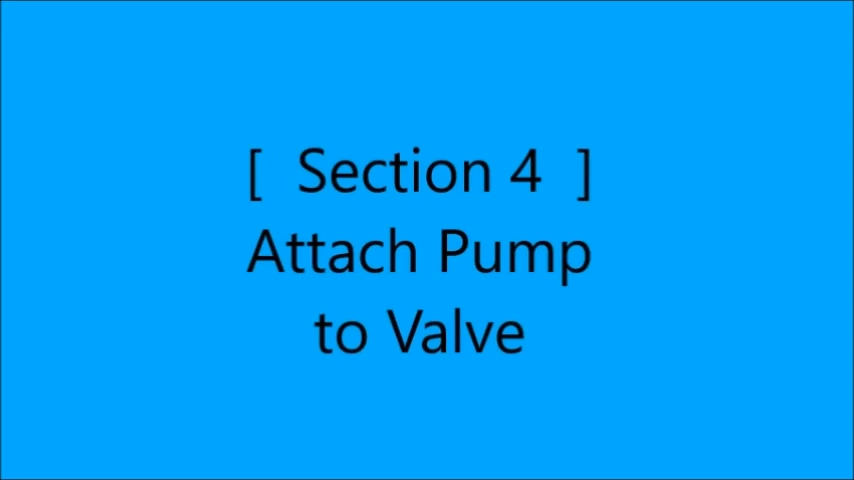 [ Section 4 ]
Attach Pump
to Valve